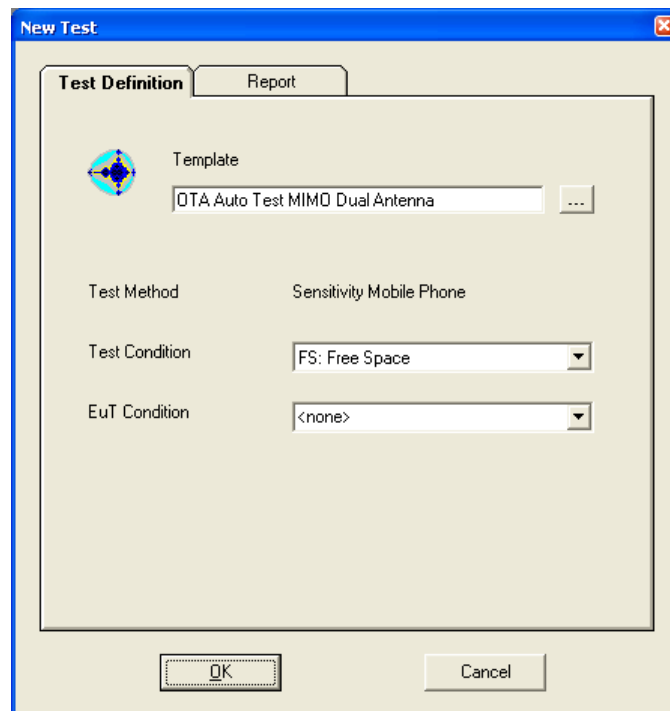 New Test
Test Definition Report
Template
OTA Auto Test MIMO Dual Antenna ...
Test Method Sensitivity Mobile Phone
Test Condition FS: Free Space
EuT Condition <none>
OK Cancel